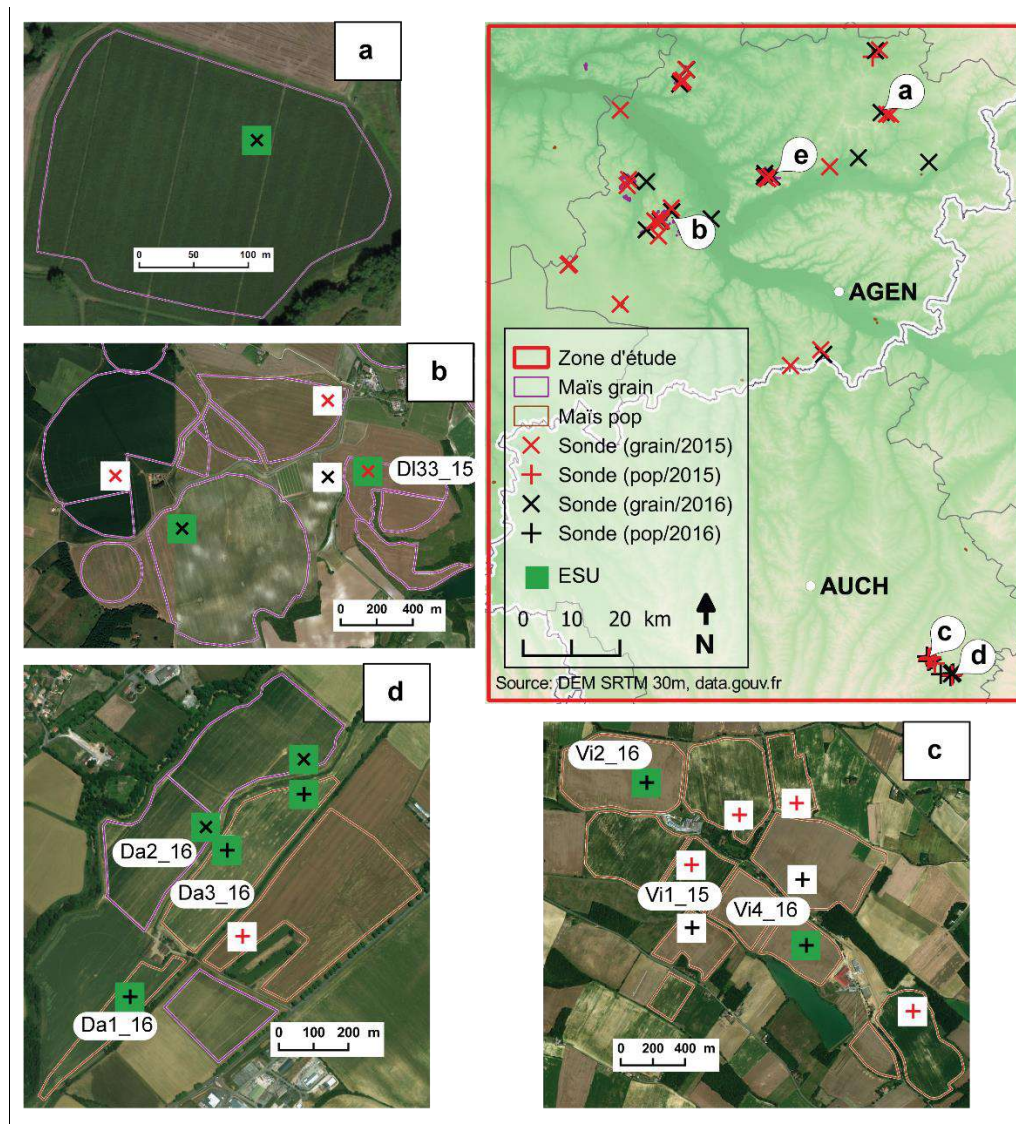 a
0 50 100 m
a
e
b
AGEN
Zone d'étude
Maïs grain
Maïs pop
Sonde (grain/2015)
Sonde (pop/2015)
Sonde (grain/2016)
Sonde (pop/2016)
ESU
0 10 20 km
N
Source: DEM SRTM 30m, data.gouv.fr
AUCH
c
d
b
Dl33_15
0 200 400 m
d
Da2_16
Da3_16
Da1_16
0 100 200 m
c
Vi2_16
Vi1_15
Vi4_16
0 200 400 m